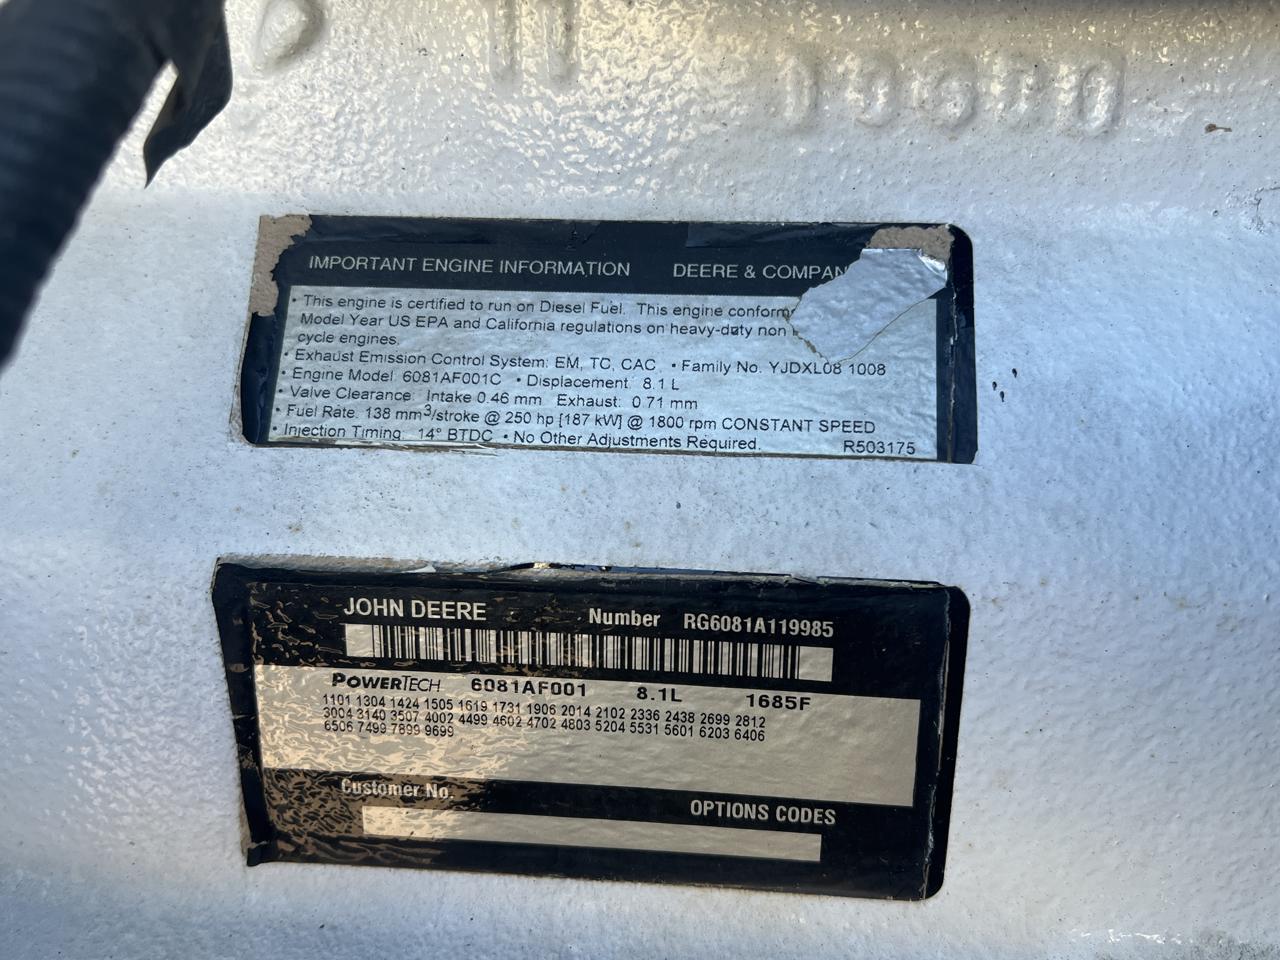 IMPORTANT ENGINE INFORMATION DEERE & COMPAN
• This engine is certified to run on Diesel Fuel. This engine conforms
Model Year US EPA and California regulations on heavy-duty non
cycle engines.
• Exhaust Emission Control System: EM, TC, CAC • Family No. YJDXL08.1008
• Engine Model: 6081AF001C • Displacement: 8.1 L
• Valve Clearance: Intake 0.46 mm Exhaust: 0.71 mm
• Fuel Rate: 138 mm³/stroke @ 250 hp [187 kW] @ 1800 rpm CONSTANT SPEED
• Injection Timing: 14° BTDC • No Other Adjustments Required. R503175
JOHN DEERE Number RG6081A119985
POWERTECH 6081AF001 8.1L 1685F
1101 1304 1424 1505 1619 1731 1906 2014 2102 2336 2438 2699 2812
3004 3140 3507 4002 4499 4602 4702 4803 5204 5531 5601 6203 6406
6506 7499 7899 9699
Customer No. OPTIONS CODES